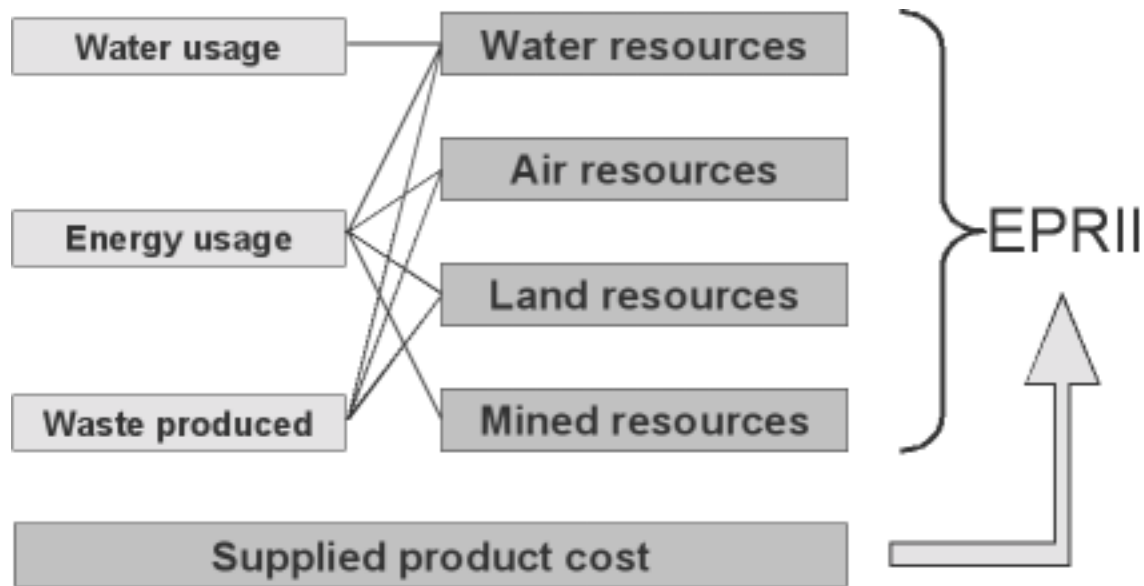 Water usage
Water resources
Air resources
Energy usage
EPRII
Land resources
Waste produced
Mined resources
Supplied product cost